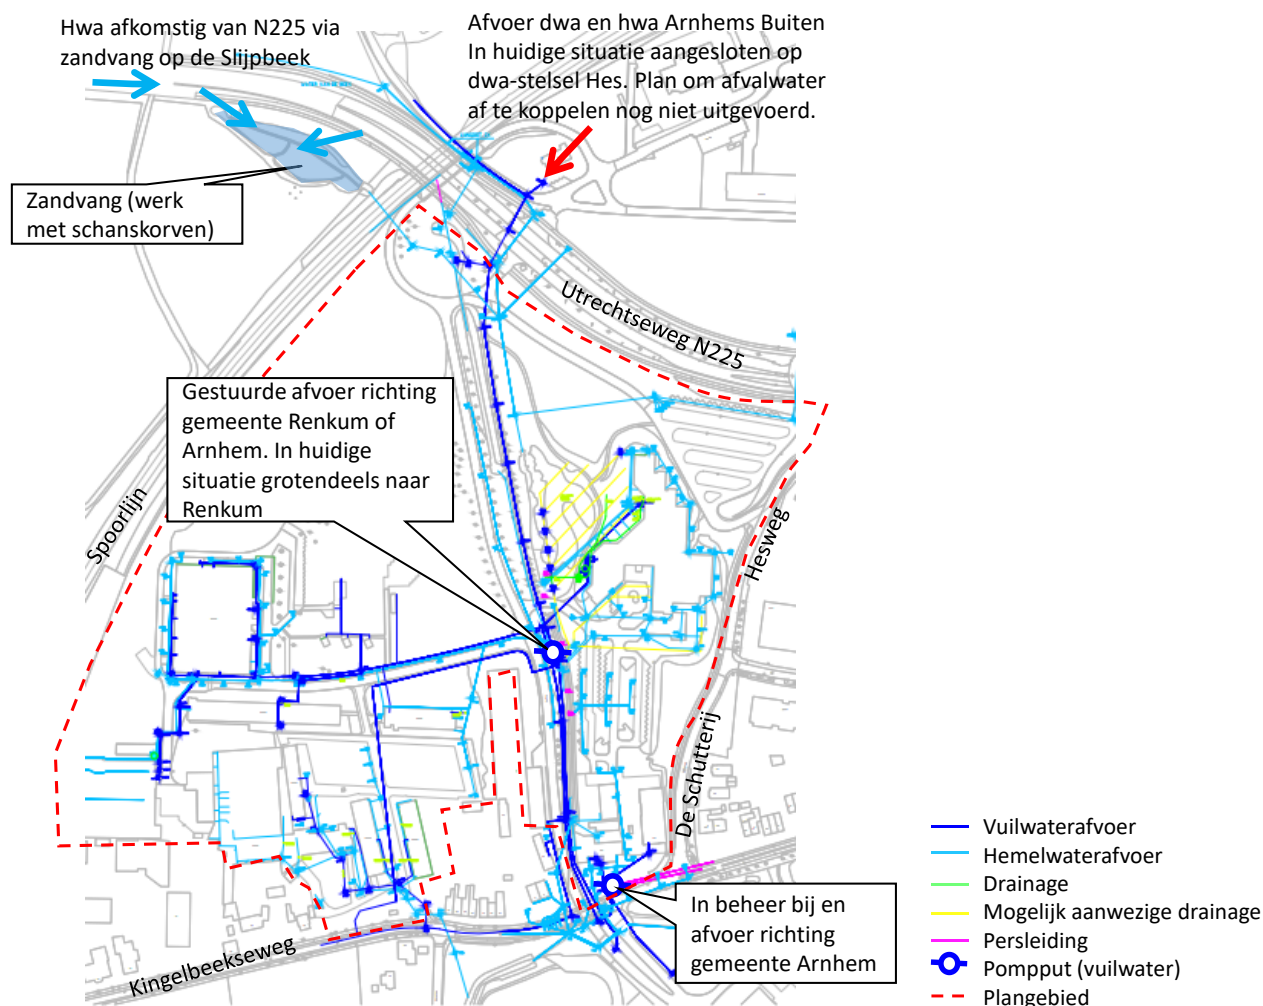 Hwa afkomstig van N225 via
zandvang op de Slijpbeek
Afvoer dwa en hwa Arnhems Buiten
In huidige situatie aangesloten op
dwa-stelsel Hes. Plan om afvalwater
af te koppelen nog niet uitgevoerd.
Zandvang (werk
met schanskorven)
Utrechtseweg N225
Gestuurde afvoer richting
gemeente Renkum of
Arnhem. In huidige
situatie grotendeels naar
Renkum
Spoorlijn
Hesweg
De Schutterij
In beheer bij en
afvoer richting
gemeente Arnhem
Kingelbeekseweg
Vuilwaterafvoer
Hemelwaterafvoer
Drainage
Mogelijk aanwezige drainage
Persleiding
Pompput (vuilwater)
Plangebied